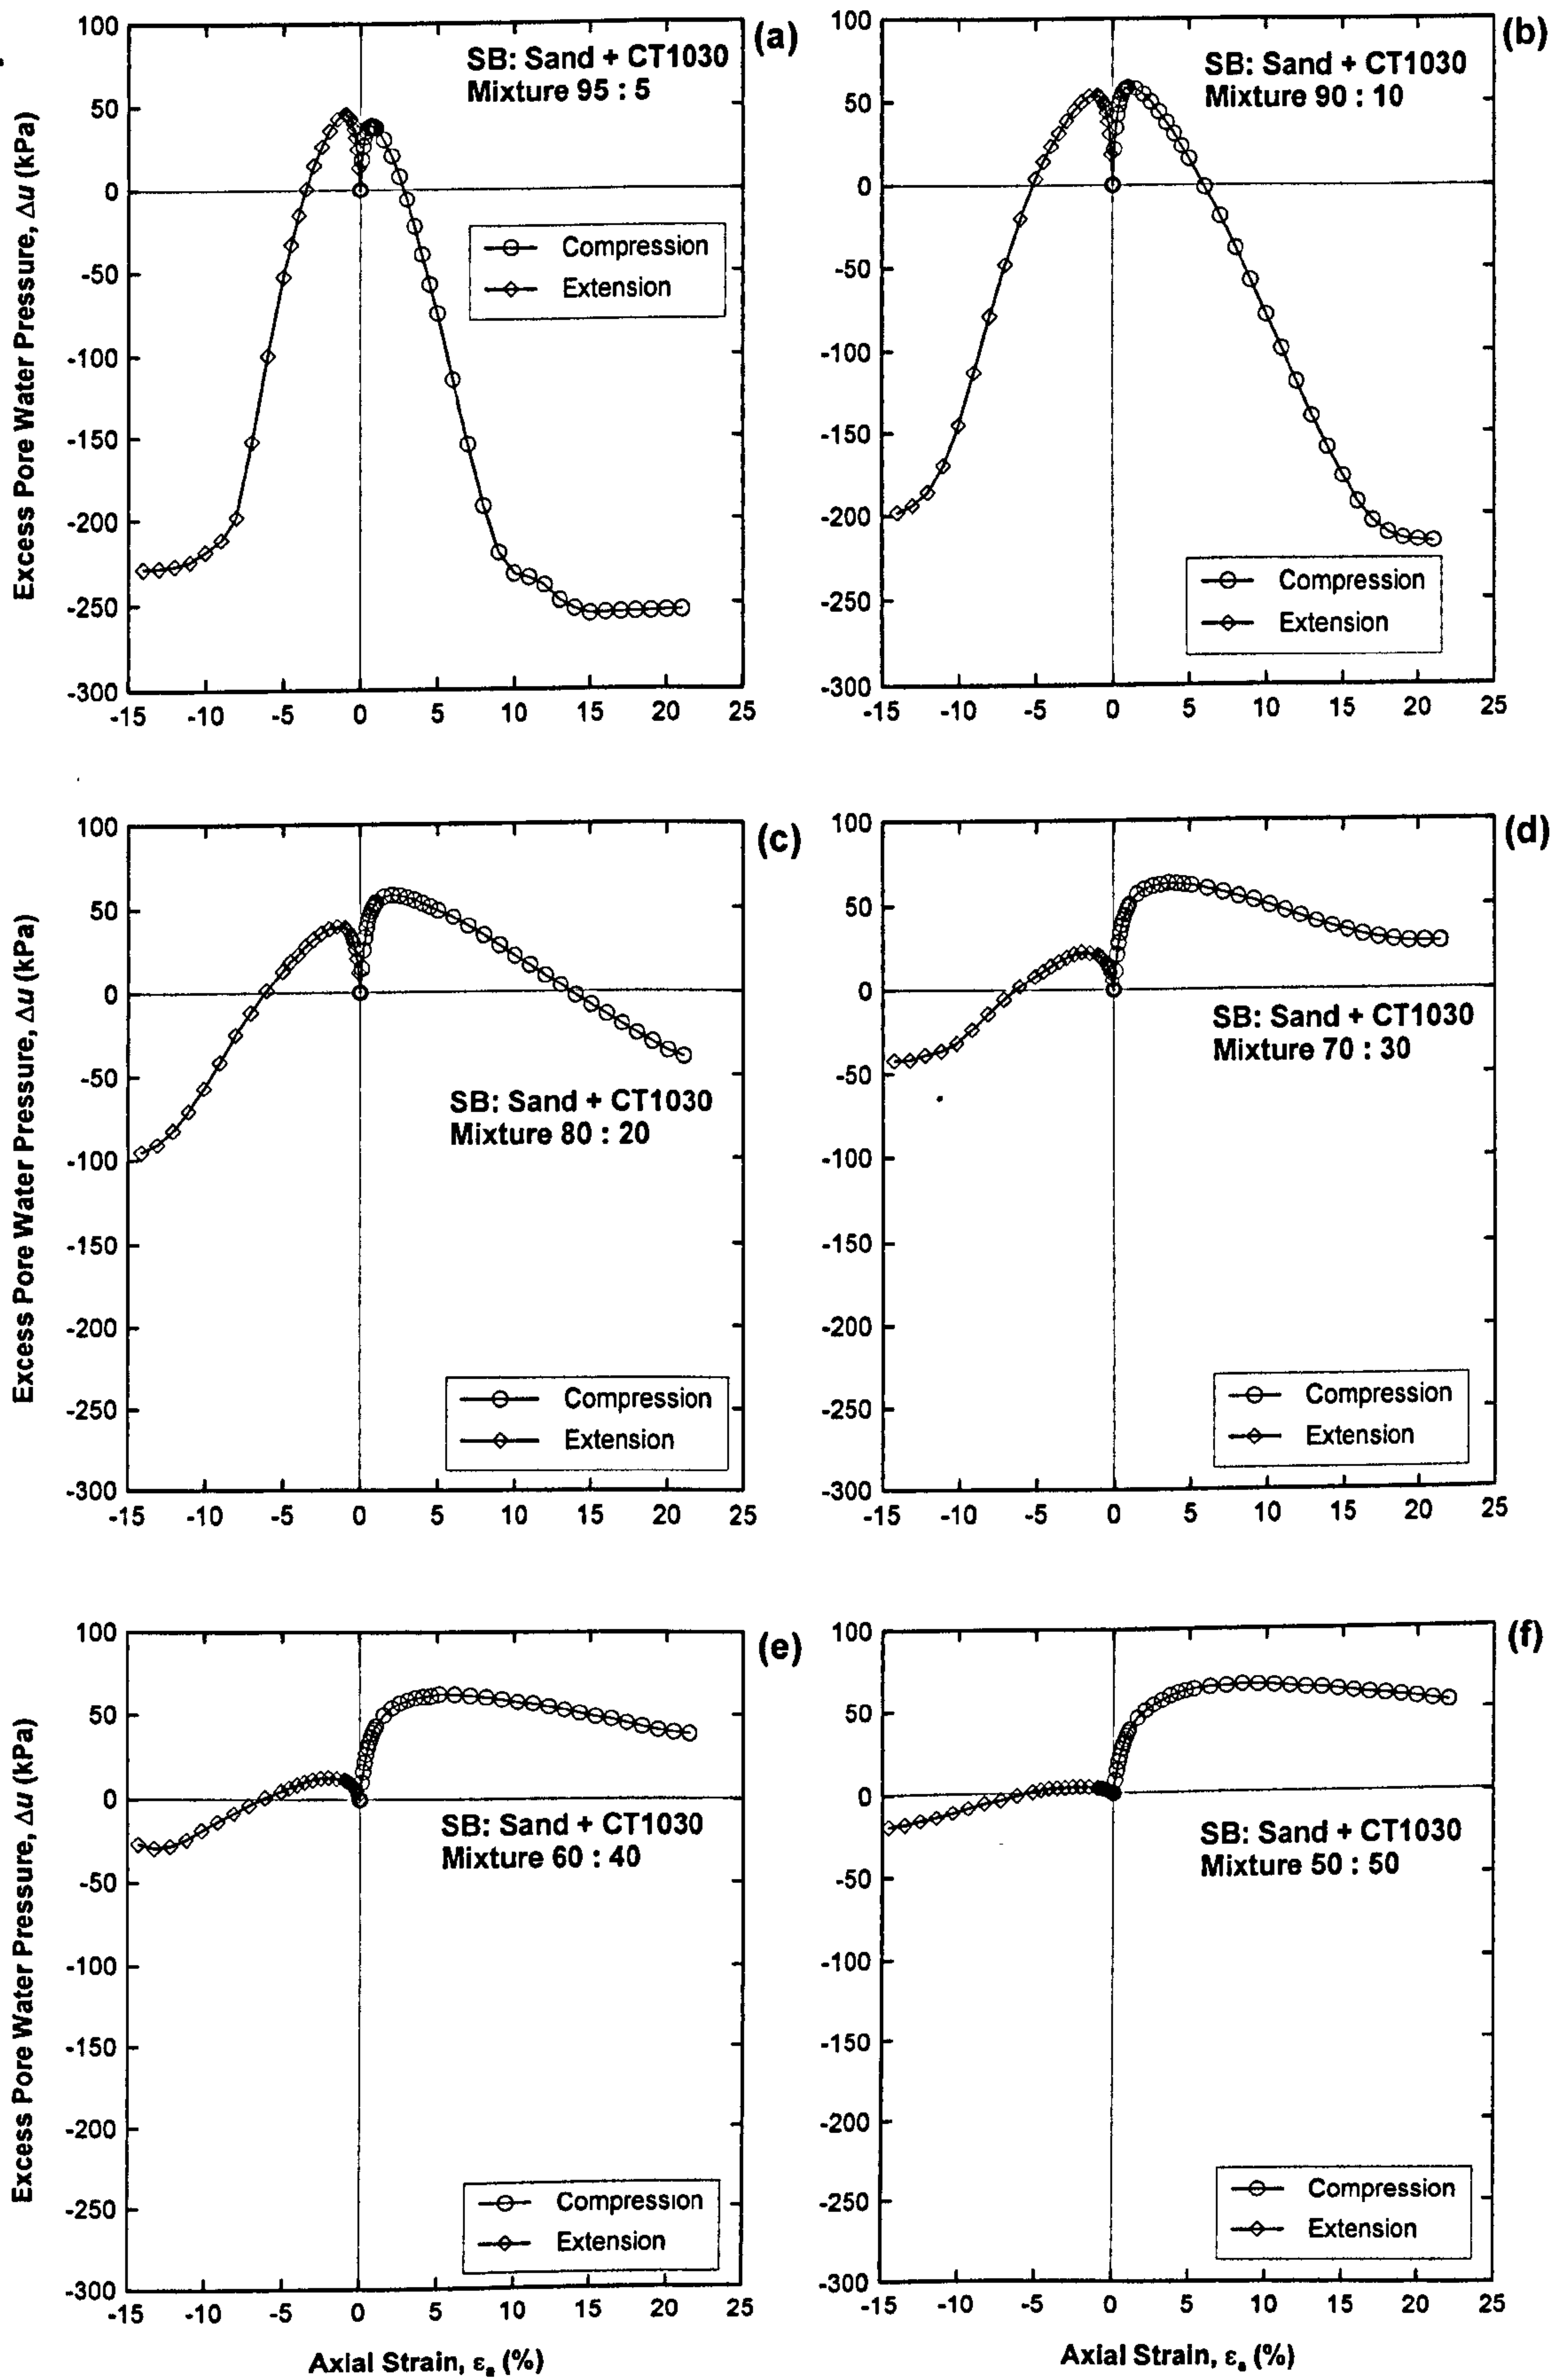 (a)
SB: Sand + CT1030
Mixture 95 : 5
Excess Pore Water Pressure, Δu (kPa)
100
50
0
-50
-100
-150
-200
-250
-300
Compression
Extension
-15 -10 -5 0 5 10 15 20 25
(b)
SB: Sand + CT1030
Mixture 90 : 10
100
50
0
-50
-100
-150
-200
-250
-300
Compression
Extension
-15 -10 -5 0 5 10 15 20 25
(c)
Excess Pore Water Pressure, Δu (kPa)
100
50
0
-50
-100
-150
-200
-250
-300
SB: Sand + CT1030
Mixture 80 : 20
Compression
Extension
-15 -10 -5 0 5 10 15 20 25
(d)
100
50
0
-50
-100
-150
-200
-250
-300
SB: Sand + CT1030
Mixture 70 : 30
Compression
Extension
-15 -10 -5 0 5 10 15 20 25
(e)
Excess Pore Water Pressure, Δu (kPa)
100
50
0
-50
-100
-150
-200
-250
-300
SB: Sand + CT1030
Mixture 60 : 40
Compression
Extension
-15 -10 -5 0 5 10 15 20 25
Axial Strain, εₐ (%)
(f)
100
50
0
-50
-100
-150
-200
-250
-300
SB: Sand + CT1030
Mixture 50 : 50
Compression
Extension
-15 -10 -5 0 5 10 15 20 25
Axial Strain, εₐ (%)